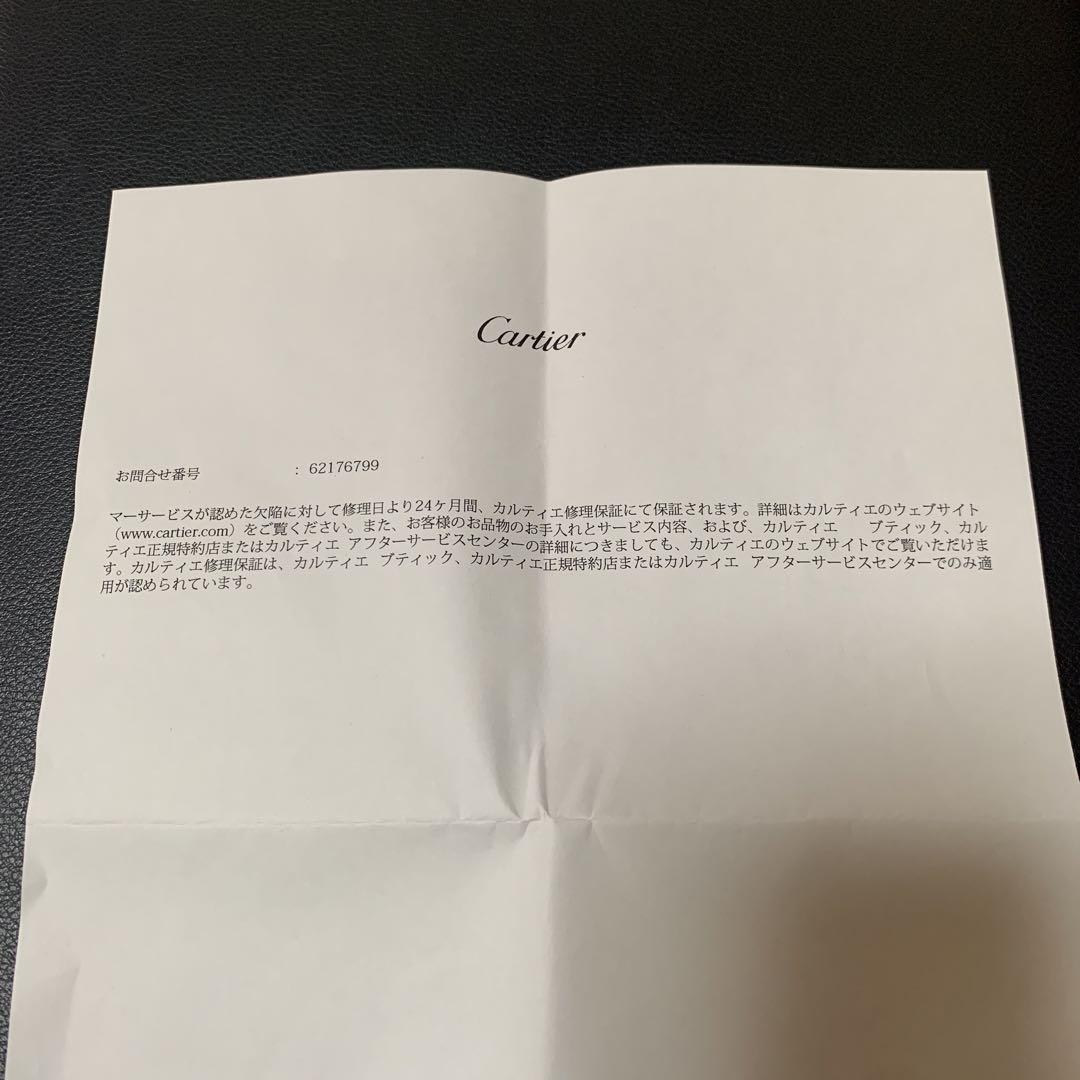 Cartier
お問合せ番号 : 62176799
マーサービスが認めた欠陥に対して修理日より24ヶ月間、カルティエ修理保証にて保証されます。詳細はカルティエのウェブサイト
（www.cartier.com）をご覧ください。また、お客様のお品物のお手入れとサービス内容、および、カルティエ　ブティック、カル
ティエ正規特約店またはカルティエ アフターサービスセンターの詳細につきましても、カルティエのウェブサイトでご覧いただけま
す。カルティエ修理保証は、カルティエ ブティック、カルティエ正規特約店またはカルティエ アフターサービスセンターでのみ適
用が認められています。